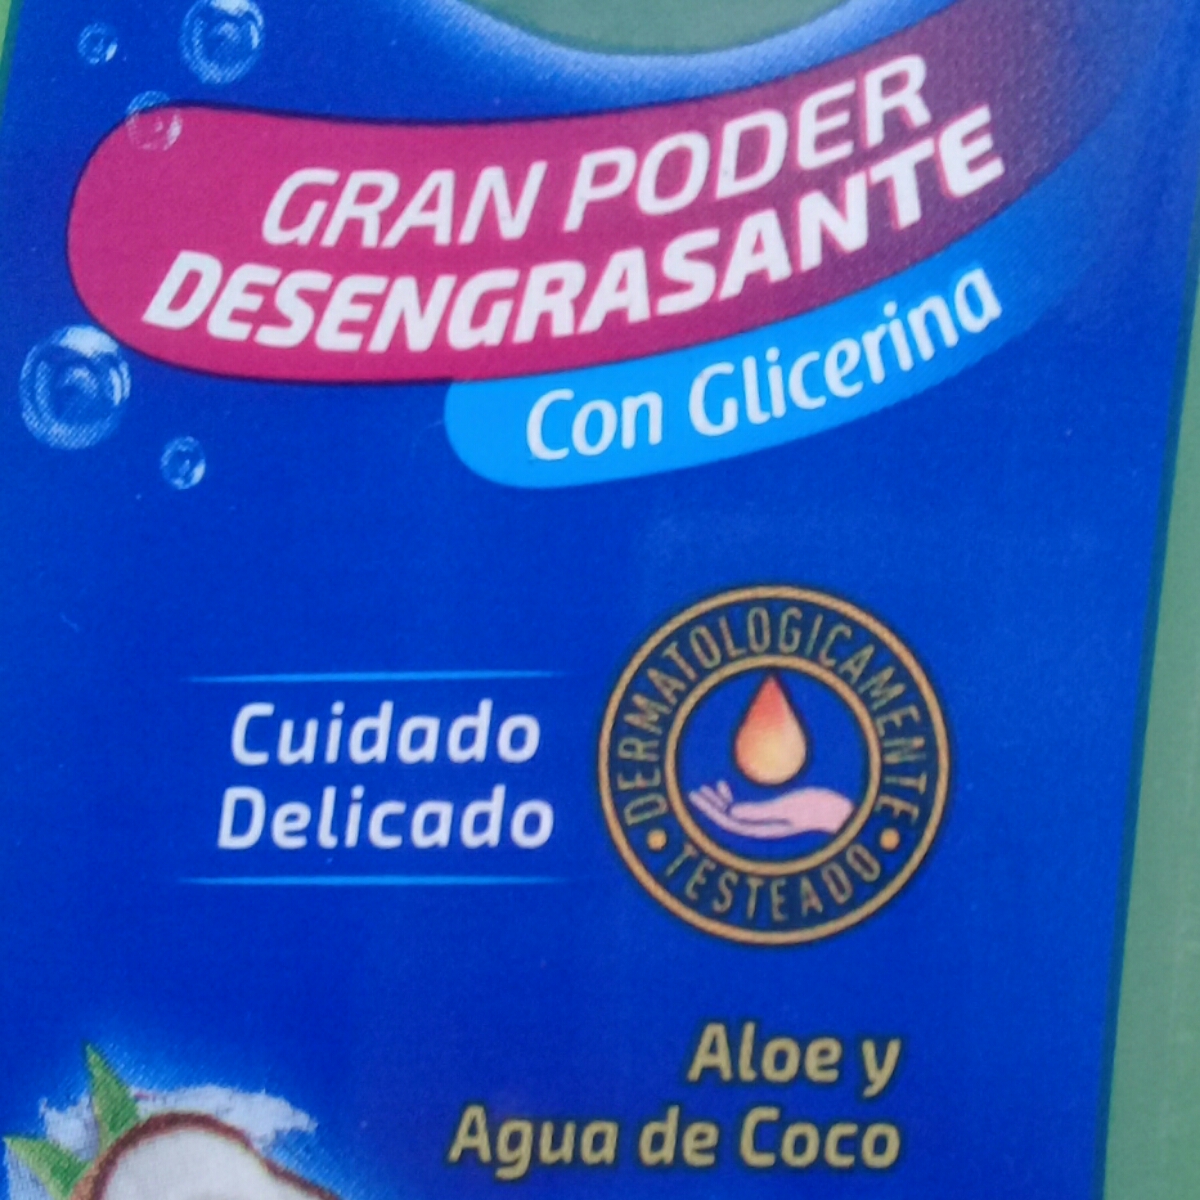 GRAN PODER
DESENGRASANTE
Con Glicerina
Cuidado
Delicado
DERMATOLOGICAMENTE
TESTEADO
Aloe y
Agua de Coco